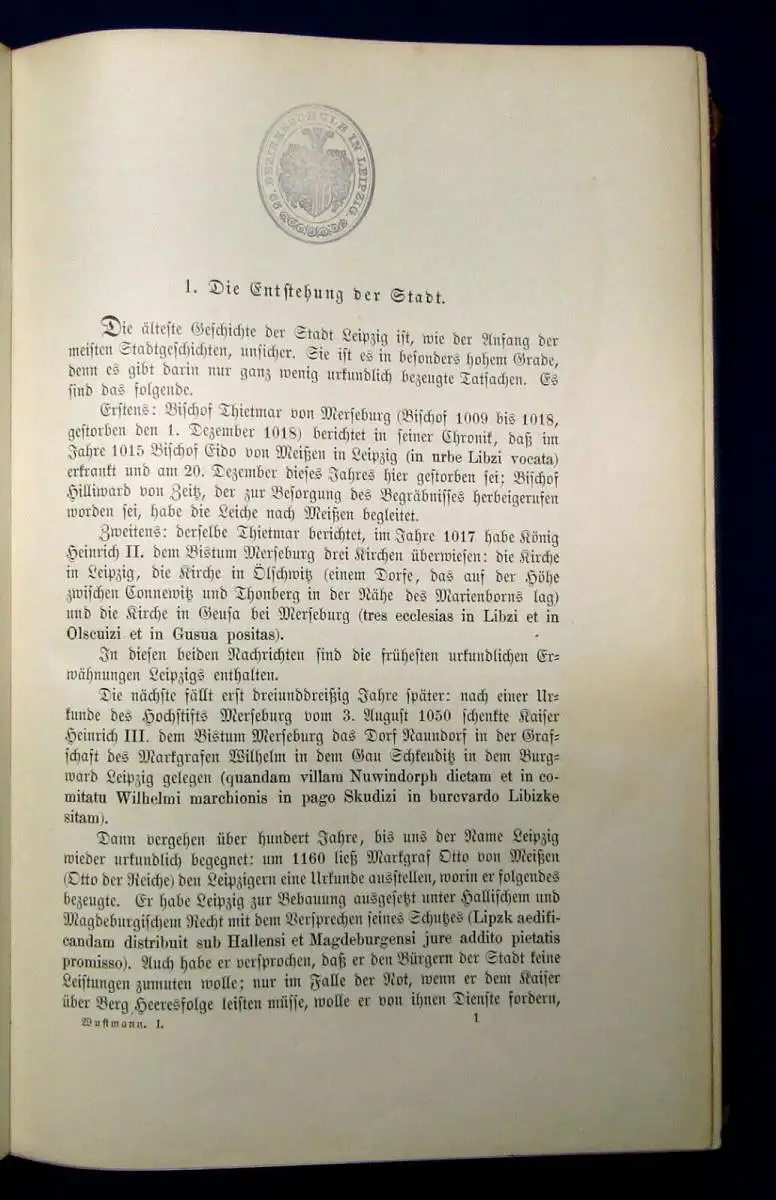 BEZIRKSSCHULE IN LEIPZIG.
1. Die Entstehung der Stadt.
Die älteste Geschichte der Stadt Leipzig ist, wie der Anfang der
meisten Stadtgeschichten, unsicher. Sie ist es in besonders hohem Grade,
denn es gibt darin nur ganz wenig urkundlich bezeugte Tatsachen. Es
sind das folgende.
Erstens: Bischof Thietmar von Merseburg (Bischof 1009 bis 1018,
gestorben den 1. Dezember 1018) berichtet in seiner Chronik, daß im
Jahre 1015 Bischof Eido von Meißen in Leipzig (in urbe Libzi vocata)
erkrankt und am 20. Dezember dieses Jahres hier gestorben sei; Bischof
Hilliward von Zeitz, der zur Besorgung des Begräbnisses herbeigerufen
worden sei, habe die Leiche nach Meißen begleitet.
Zweitens: derselbe Thietmar berichtet, im Jahre 1017 habe König
Heinrich II. dem Bistum Merseburg drei Kirchen überwiesen: die Kirche
in Leipzig, die Kirche in Ölschwitz (einem Dorfe, das auf der Höhe
zwischen Connewitz und Thonberg in der Nähe des Marienborns lag)
und die Kirche in Geusa bei Merseburg (tres ecclesias in Libzi et in
Olscuizi et in Gusua positas).
In diesen beiden Nachrichten sind die frühesten urkundlichen Er-
wähnungen Leipzigs enthalten.
Die nächste fällt erst dreiunddreißig Jahre später: nach einer Ur-
kunde des Hochstifts Merseburg vom 3. August 1050 schenkte Kaiser
Heinrich III. dem Bistum Merseburg das Dorf Naundorf in der Graf-
schaft des Markgrafen Wilhelm in dem Gau Schkeuditz in dem Burg-
ward Leipzig gelegen (quandam villam Nuwindorph dictam et in co-
mitatu Wilhelmi marchionis in pago Skudizi in burcvardo Libizke
sitam).
Dann vergehen über hundert Jahre, bis uns der Name Leipzig
wieder urkundlich begegnet: um 1160 ließ Markgraf Otto von Meißen
(Otto der Reiche) den Leipzigern eine Urkunde ausstellen, worin er folgendes
bezeugte. Er habe Leipzig zur Bebauung ausgesetzt unter Hallischem und
Magdeburgischem Recht mit dem Versprechen seines Schutzes (Lipzk aedifi-
candam distribuit sub Hallensi et Magdeburgensi jure addito pietatis
promisso). Auch habe er versprochen, daß er den Bürgern der Stadt keine
Leistungen zumuten wolle; nur im Falle der Not, wenn er dem Kaiser
über Berg Heeresfolge leisten müsse, wolle er von ihnen Dienste fordern,
Wustmann. I. 1